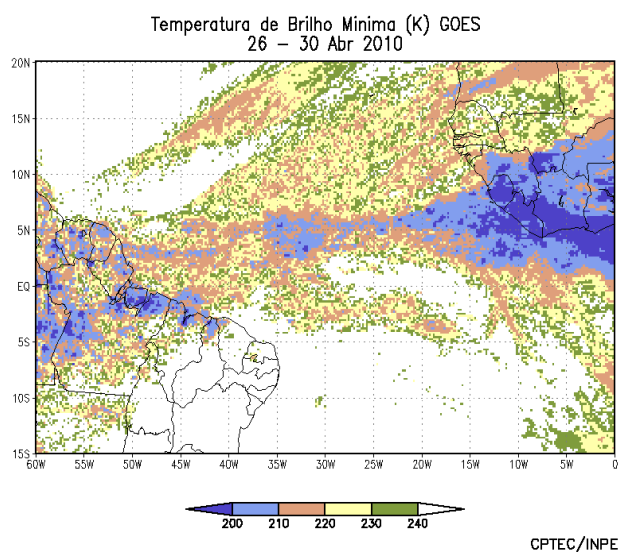 Temperatura de Brilho Minima (K) GOES
26 – 30 Abr 2010
20N
15N
10N
5N
EQ
5S
10S
15S
60W 55W 50W 45W 40W 35W 30W 25W 20W 15W 10W 5W 0
200 210 220 230 240
CPTEC/INPE